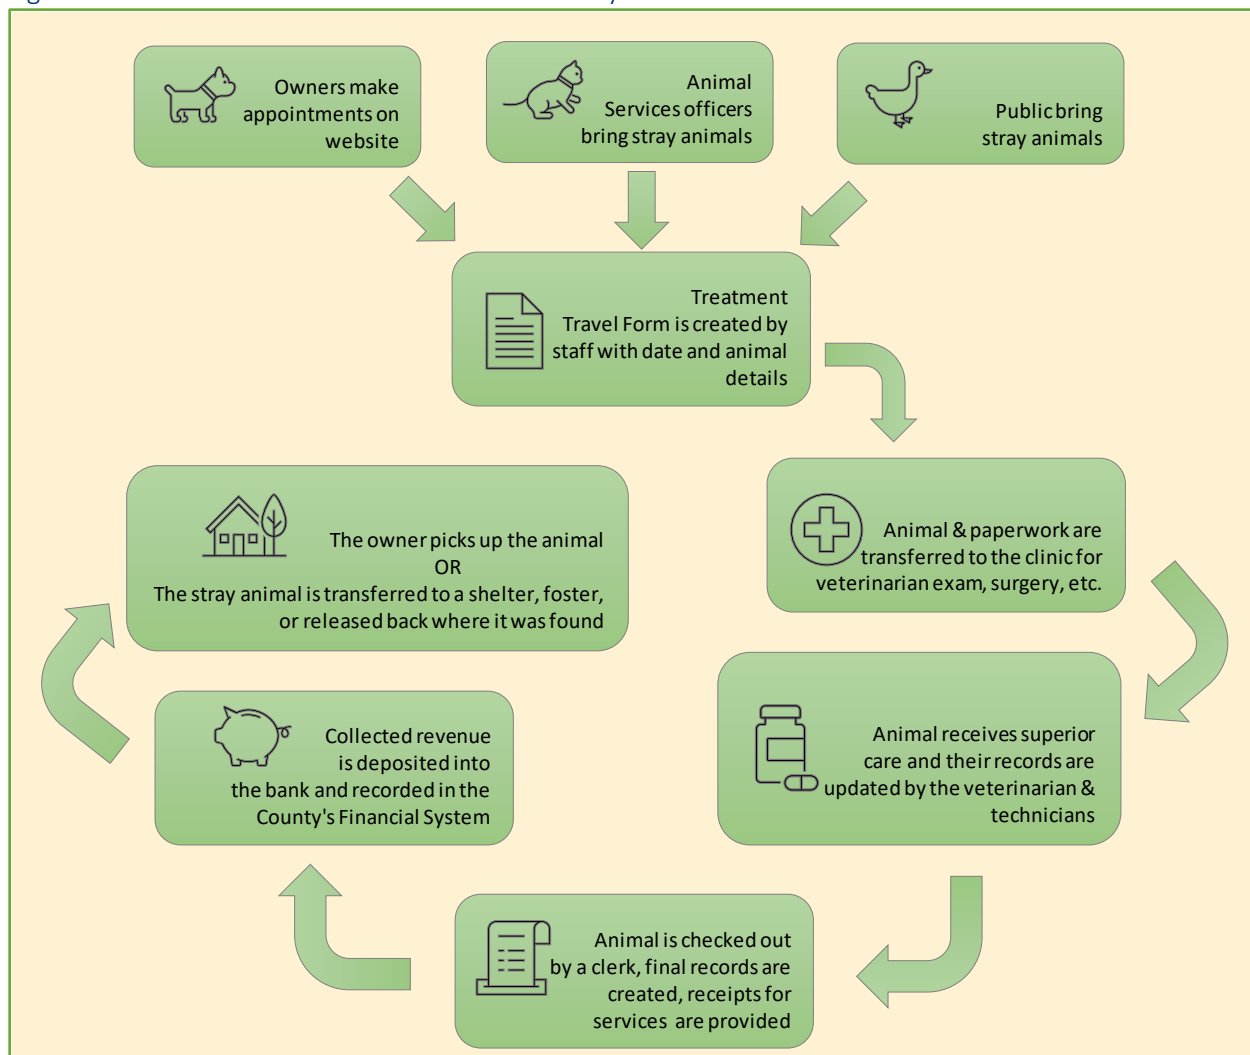 Owners make
appointments on
website
Animal
Services officers
bring stray animals
Public bring
stray animals
Treatment
Travel Form is created by
staff with date and animal
details
Animal & paperwork are
transferred to the clinic for
veterinarian exam, surgery, etc.
Animal receives superior
care and their records are
updated by the veterinarian &
technicians
Animal is checked out
by a clerk, final records are
created, receipts for
services are provided
Collected revenue
is deposited into
the bank and recorded in the
County's Financial System
The owner picks up the animal
OR
The stray animal is transferred to a shelter, foster,
or released back where it was found